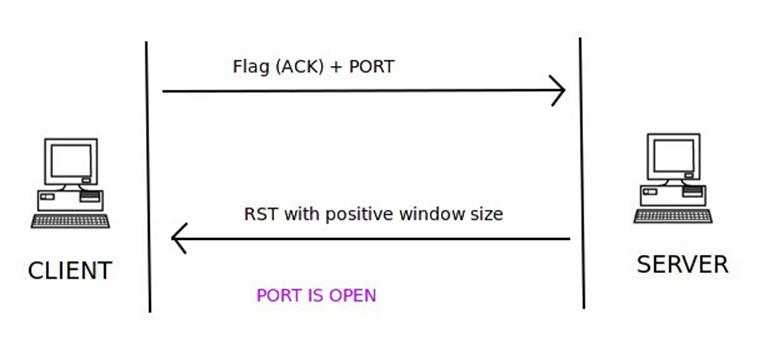 Flag (ACK) + PORT
RST with positive window size
CLIENT
SERVER
PORT IS OPEN